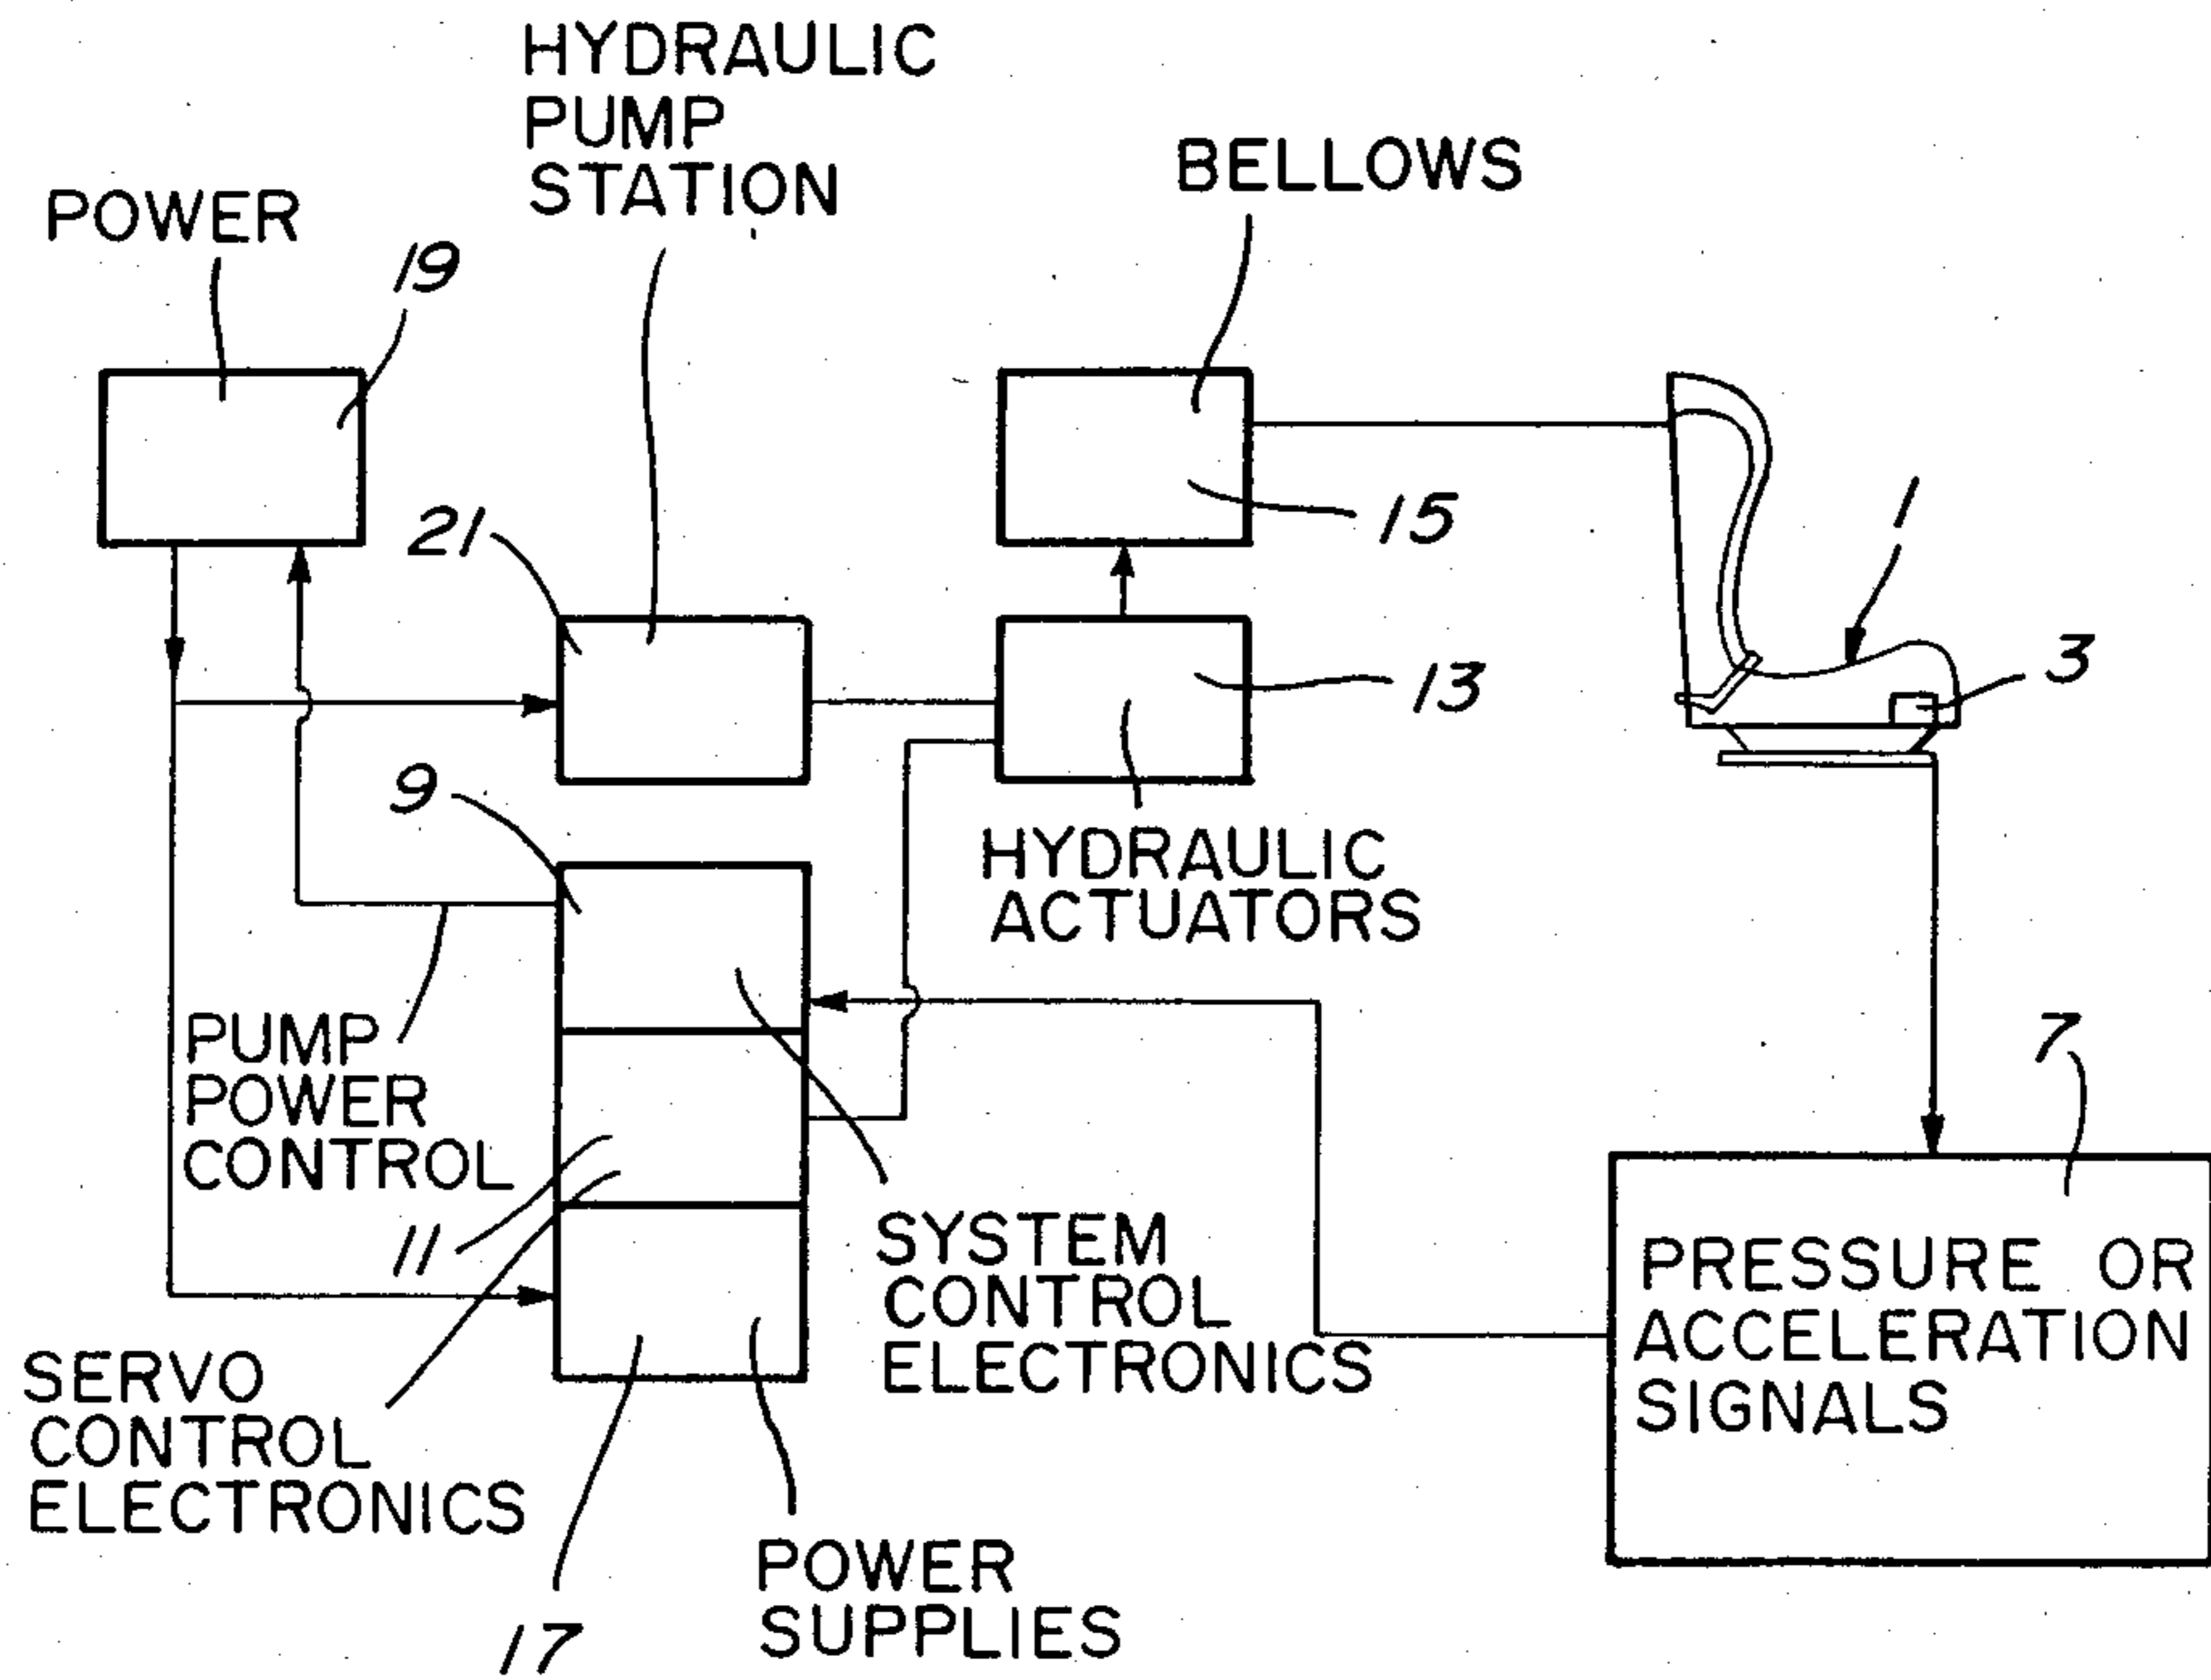 HYDRAULIC
PUMP
STATION
BELLOWS
POWER
19
21
15
1
13
3
9
HYDRAULIC
ACTUATORS
PUMP
POWER
CONTROL
7
11
SYSTEM
CONTROL
ELECTRONICS
PRESSURE OR
ACCELERATION
SIGNALS
SERVO
CONTROL
ELECTRONICS
POWER
SUPPLIES
17